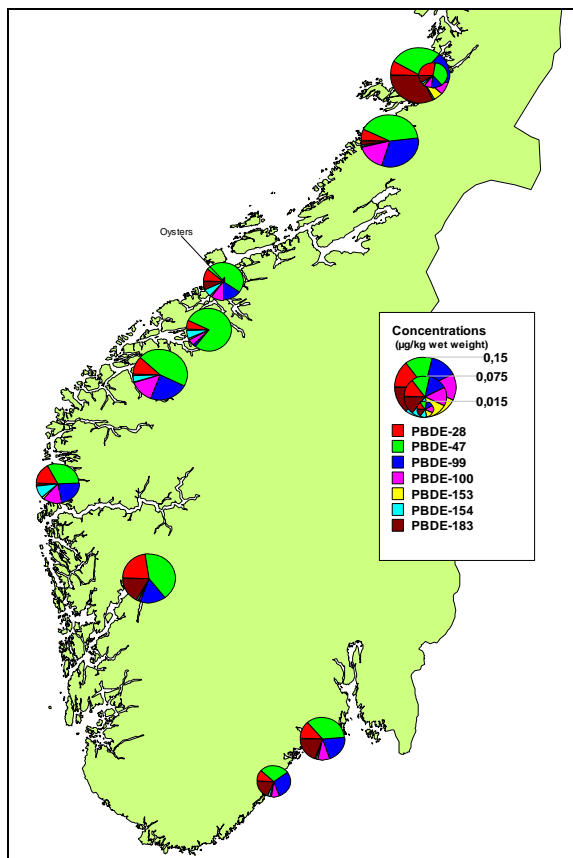 Oysters
Concentrations
(µg/kg wet weight)
0,15
0,075
0,015
PBDE-28
PBDE-47
PBDE-99
PBDE-100
PBDE-153
PBDE-154
PBDE-183